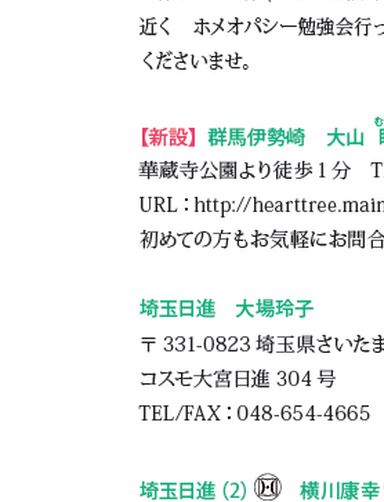 近く　ホメオパシー勉強会行っ
くださいませ。
【新設】 群馬伊勢崎　大山
華蔵寺公園より徒歩 1 分　T
URL：http://hearttree.main
初めての方もお気軽にお問合
埼玉日進　大場玲子
〒 331-0823 埼玉県さいたま
コスモ大宮日進 304 号
TEL/FAX：048-654-4665
埼玉日進（2）　横川康幸